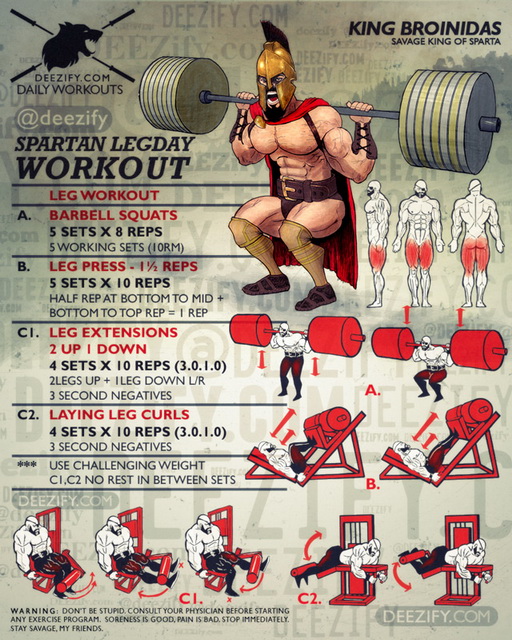 DEEZIFY.COM
DAILY WORKOUTS
@deezify
KING BROINIDAS
SAVAGE KING OF SPARTA
SPARTAN LEGDAY
WORKOUT
LEG WORKOUT
A. BARBELL SQUATS
5 SETS X 8 REPS
5 WORKING SETS (10RM)
B. LEG PRESS - 1½ REPS
5 SETS X 10 REPS
HALF REP AT BOTTOM TO MID +
BOTTOM TO TOP REP = 1 REP
C1. LEG EXTENSIONS
2 UP 1 DOWN
4 SETS X 10 REPS (3.0.1.0)
2LEGS UP + 1LEG DOWN L/R
3 SECOND NEGATIVES
C2. LAYING LEG CURLS
4 SETS X 10 REPS (3.0.1.0)
3 SECOND NEGATIVES
*** USE CHALLENGING WEIGHT
C1,C2 NO REST IN BETWEEN SETS
A.
B.
DEEZIFY.COM
C1.
C2.
WARNING: DON'T BE STUPID. CONSULT YOUR PHYSICIAN BEFORE STARTING
ANY EXERCISE PROGRAM. SORENESS IS GOOD, PAIN IS BAD. STOP IMMEDIATELY.
STAY SAVAGE, MY FRIENDS.
DEEZIFY.COM